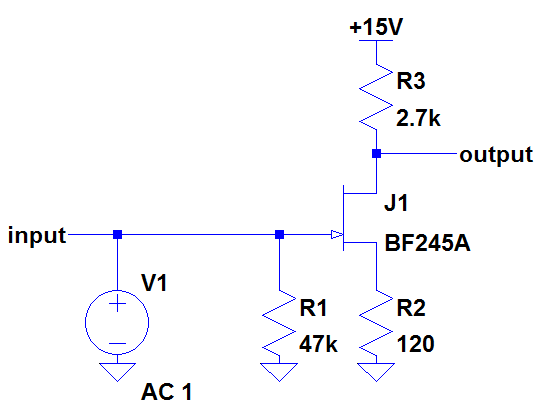 +15V
R3
2.7k
output
J1
input
BF245A
V1
R1
R2
47k
120
AC 1